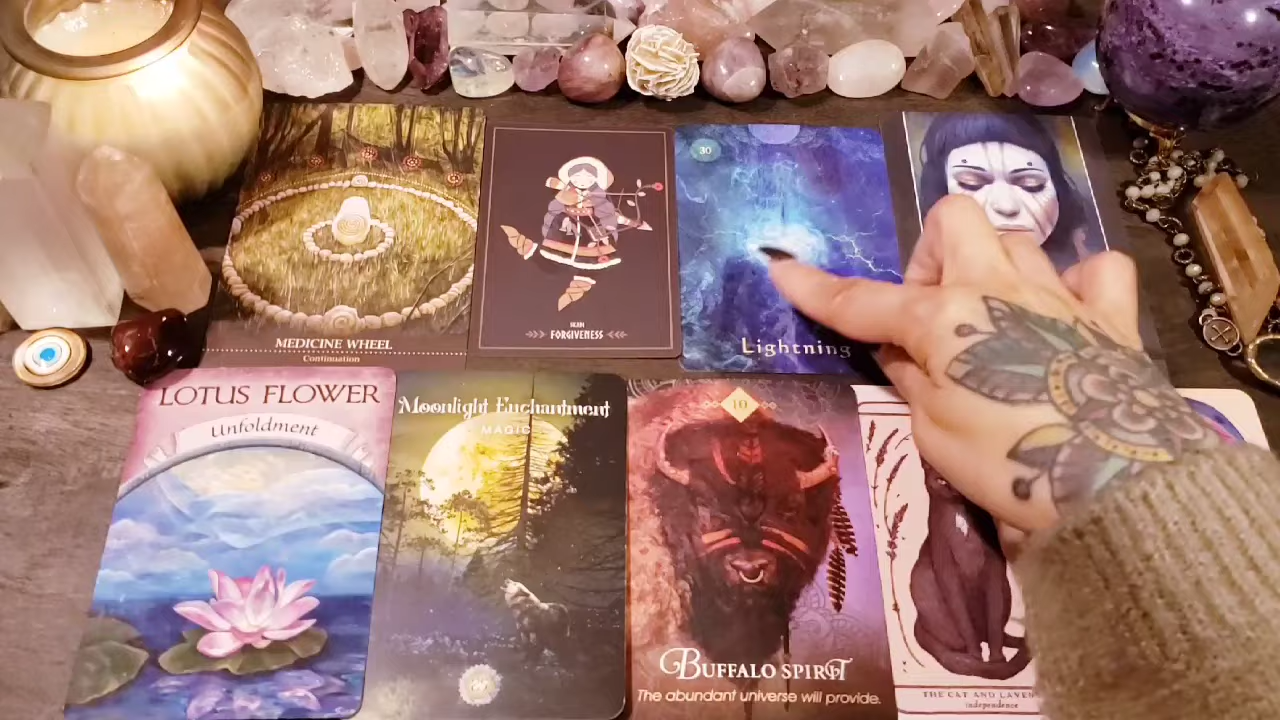 MEDICINE WHEEL
Continuation
FORGIVENESS
30
Lightning
LOTUS FLOWER
Unfoldment
Moonlight Enchantment
MAGIC
10
BUFFALO SPIRIT
The abundant universe will provide.
THE CAT AND LAVEN
independence